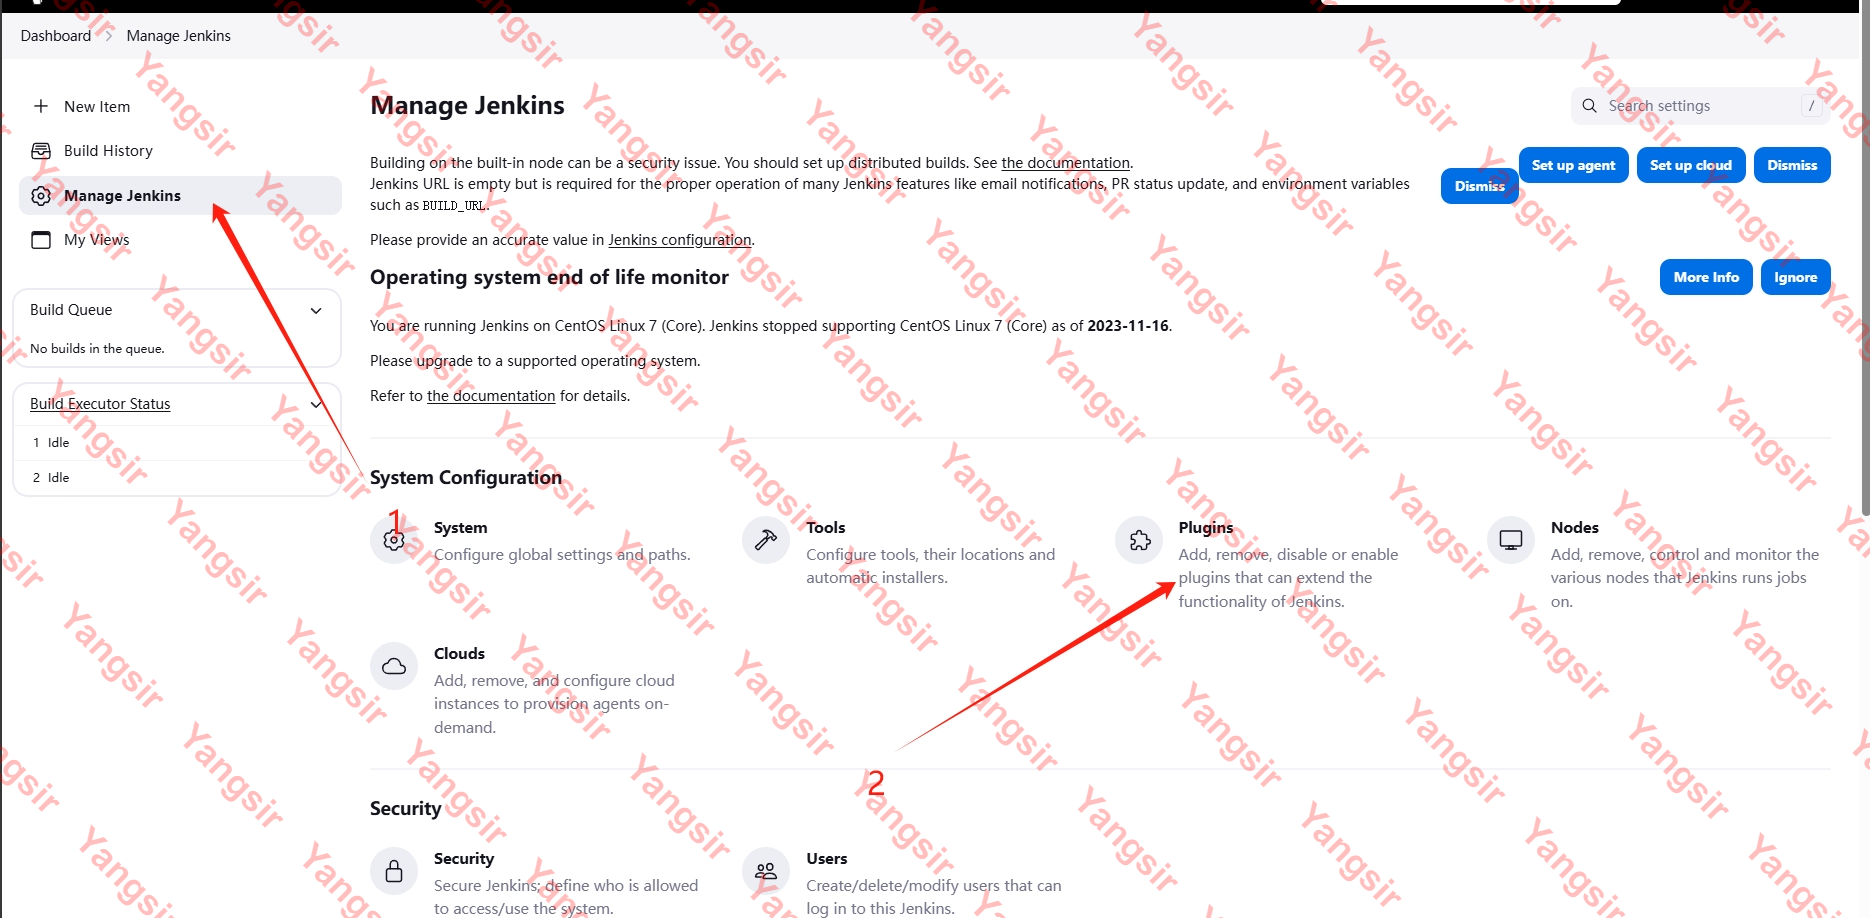 Dashboard > Manage Jenkins
New Item
Build History
Manage Jenkins
My Views
Build Queue
No builds in the queue.
Build Executor Status
1 Idle
2 Idle
Manage Jenkins
Search settings /
Building on the built-in node can be a security issue. You should set up distributed builds. See the documentation.
Set up agent Set up cloud Dismiss
Jenkins URL is empty but is required for the proper operation of many Jenkins features like email notifications, PR status update, and environment variables
such as BUILD_URL.
Dismiss
Please provide an accurate value in Jenkins configuration.
Operating system end of life monitor
More Info Ignore
You are running Jenkins on CentOS Linux 7 (Core). Jenkins stopped supporting CentOS Linux 7 (Core) as of 2023-11-16.
Please upgrade to a supported operating system.
Refer to the documentation for details.
System Configuration
1
System
Configure global settings and paths.
Tools
Configure tools, their locations and
automatic installers.
Plugins
Add, remove, disable or enable
plugins that can extend the
functionality of Jenkins.
Nodes
Add, remove, control and monitor the
various nodes that Jenkins runs jobs
on.
Clouds
Add, remove, and configure cloud
instances to provision agents on-
demand.
2
Security
Security
Secure Jenkins; define who is allowed
to access/use the system.
Users
Create/delete/modify users that can
log in to this Jenkins.
Yangsir